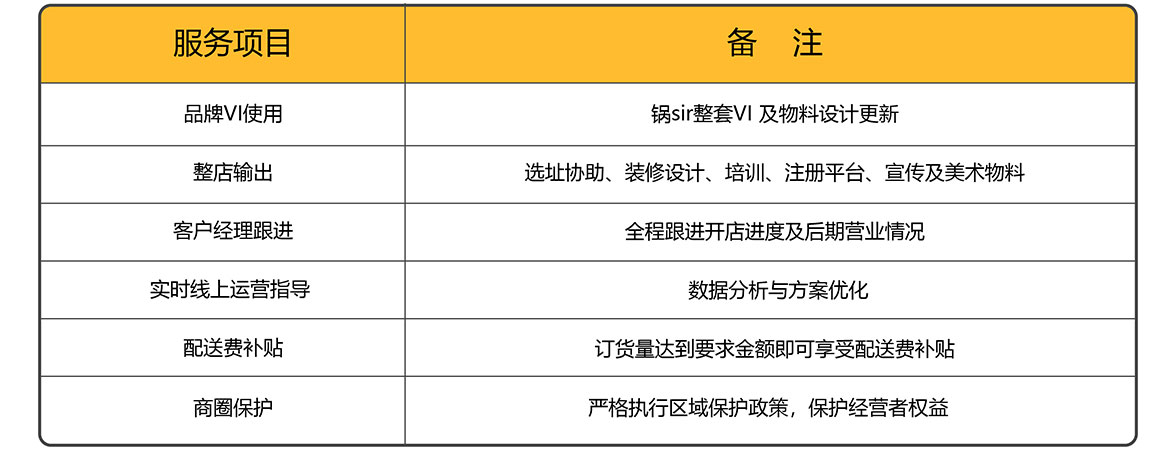 服务项目 备 注
品牌VI使用 锅sir整套VI 及物料设计更新
整店输出 选址协助、装修设计、培训、注册平台、宣传及美术物料
客户经理跟进 全程跟进开店进度及后期营业情况
实时线上运营指导 数据分析与方案优化
配送费补贴 订货量达到要求金额即可享受配送费补贴
商圈保护 严格执行区域保护政策，保护经营者权益